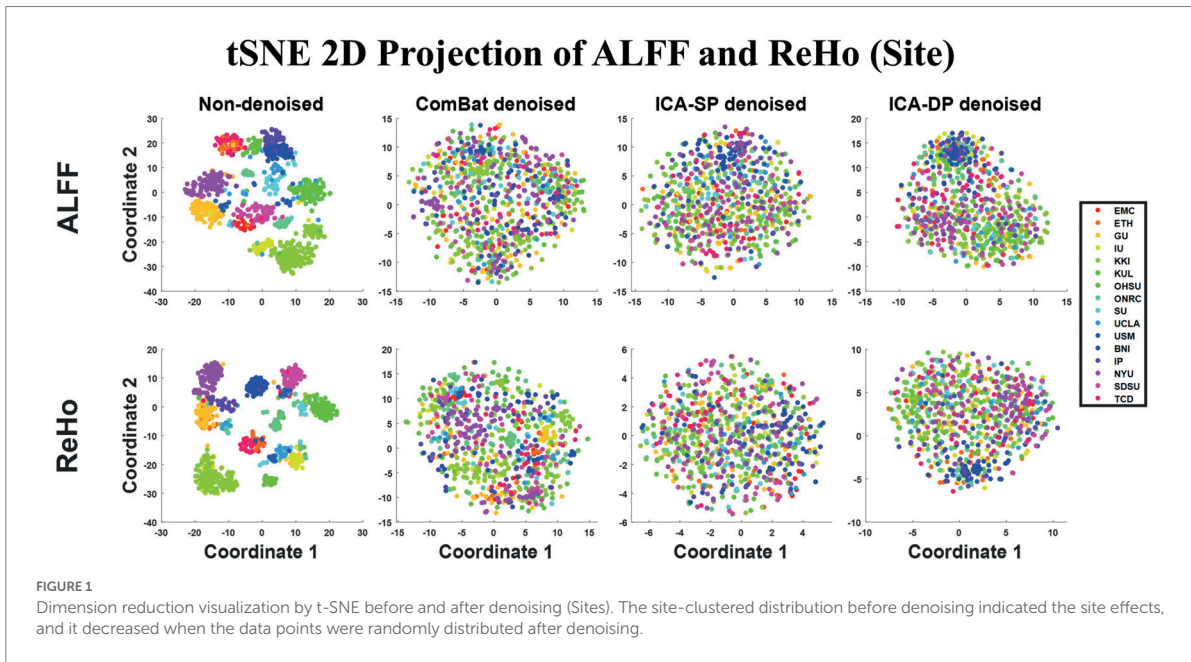 tSNE 2D Projection of ALFF and ReHo (Site)
Non-denoised
ComBat denoised
ICA-SP denoised
ICA-DP denoised
ALFF
Coordinate 2
30
20
10
0
-10
-20
-30
-40
-30 -20 -10 0 10 20 30
15
10
5
0
-5
-10
-15
-15 -10 -5 0 5 10 15
15
10
5
0
-5
-10
-15
-15 -10 -5 0 5 10 15
20
15
10
5
0
-5
-10
-15
-15 -10 -5 0 5 10 15
EMC
ETH
GU
IU
KKI
KUL
OHSU
ONRC
SU
UCLA
USM
BNI
IP
NYU
SDSU
TCD
ReHo
Coordinate 2
20
10
0
-10
-20
-30
-40
-30 -20 -10 0 10 20 30
Coordinate 1
20
15
10
5
0
-5
-10
-15
-15 -10 -5 0 5 10 15
Coordinate 1
6
4
2
0
-2
-4
-6
-6 -4 -2 0 2 4
Coordinate 1
10
5
0
-5
-10
-10 -5 0 5 10
Coordinate 1
FIGURE 1
Dimension reduction visualization by t-SNE before and after denoising (Sites). The site-clustered distribution before denoising indicated the site effects,
and it decreased when the data points were randomly distributed after denoising.